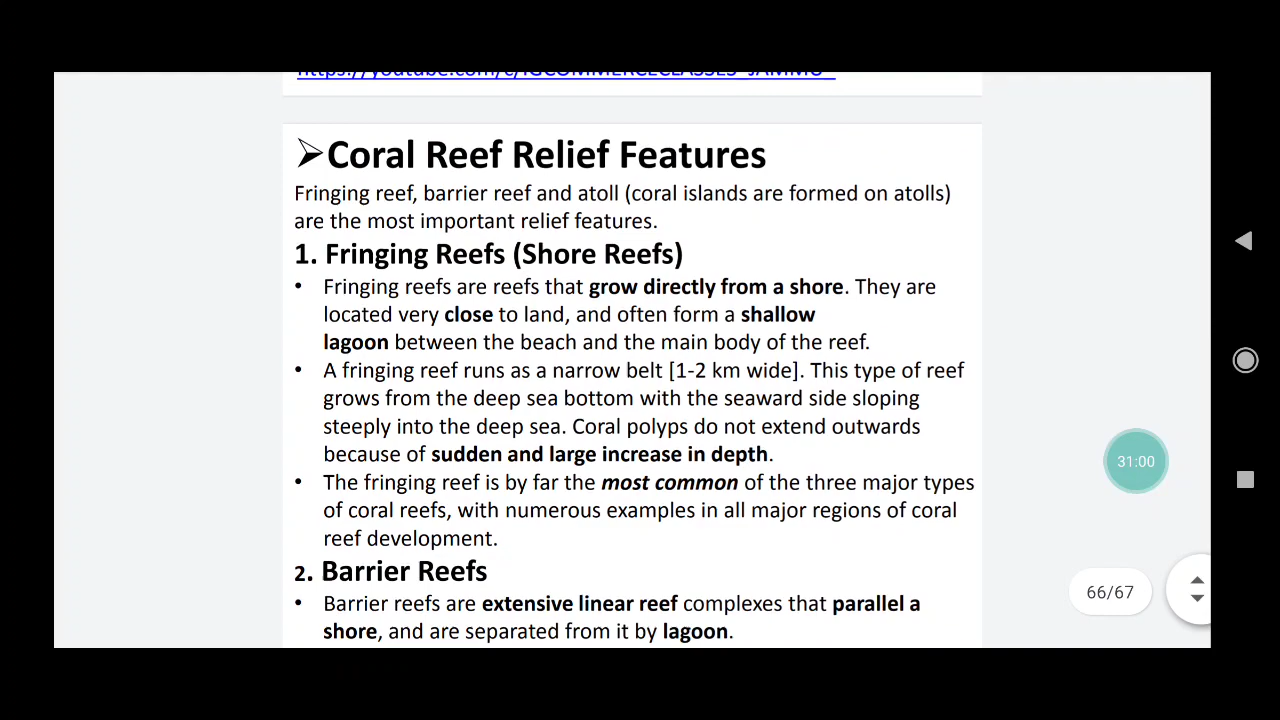 https://youtube.com/c/IGCOMMERCECLASSES_JAMMU
➢Coral Reef Relief Features
Fringing reef, barrier reef and atoll (coral islands are formed on atolls)
are the most important relief features.
1. Fringing Reefs (Shore Reefs)
• Fringing reefs are reefs that grow directly from a shore. They are
located very close to land, and often form a shallow
lagoon between the beach and the main body of the reef.
• A fringing reef runs as a narrow belt [1-2 km wide]. This type of reef
grows from the deep sea bottom with the seaward side sloping
steeply into the deep sea. Coral polyps do not extend outwards
because of sudden and large increase in depth.
• The fringing reef is by far the most common of the three major types
of coral reefs, with numerous examples in all major regions of coral
reef development.
31:00
2. Barrier Reefs
66/67
• Barrier reefs are extensive linear reef complexes that parallel a
shore, and are separated from it by lagoon.